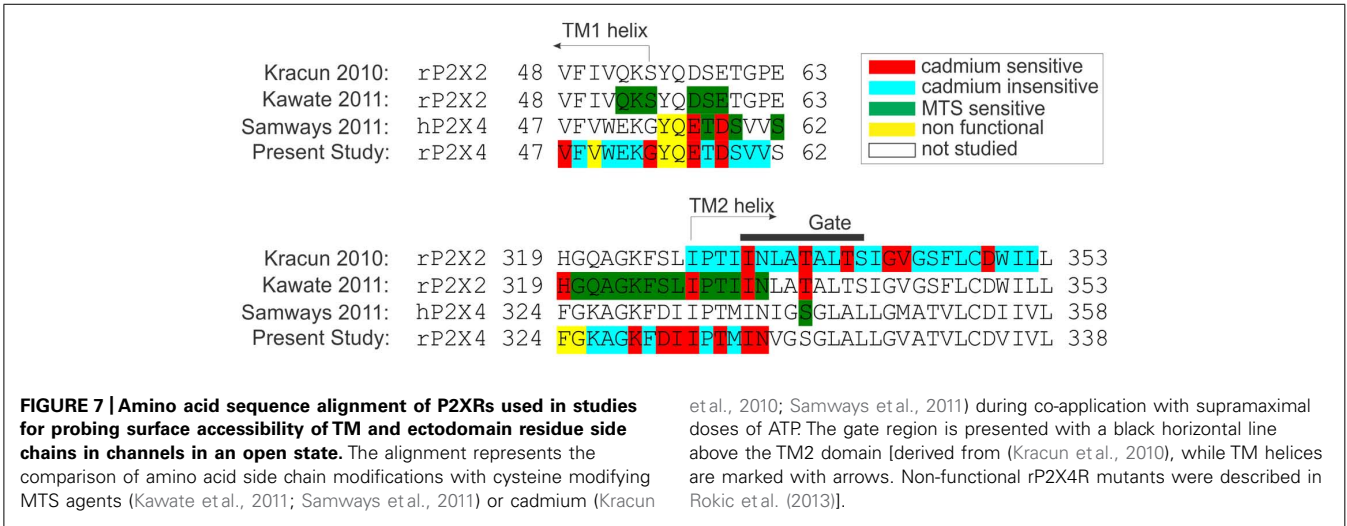 TM1 helix
Kracun 2010: rP2X2 48 VFIVQKSYQDSETGPE 63
Kawate 2011: rP2X2 48 VFIVQKSYQDSETGPE 63
Samways 2011: hP2X4 47 VFVWEKGYQETDSVVS 62
Present Study: rP2X4 47 VFVWEKGYQETDSVVS 62
cadmium sensitive
cadmium insensitive
MTS sensitive
non functional
not studied
TM2 helix
Gate
Kracun 2010: rP2X2 319 HGQAGKFSLIPTIINLATALTSIGVGSFLCDWILL 353
Kawate 2011: rP2X2 319 HGQAGKFSLIPTIINLATALTSIGVGSFLCDWILL 353
Samways 2011: hP2X4 324 FGKAGKFDIIPTMINIGSGLALLGMATVLCDIIVL 358
Present Study: rP2X4 324 FGKAGKFDIIPTMINVGSGLALLGVATVLCDVIVL 338
FIGURE 7 | Amino acid sequence alignment of P2XRs used in studies
for probing surface accessibility of TM and ectodomain residue side
chains in channels in an open state. The alignment represents the
comparison of amino acid side chain modifications with cysteine modifying
MTS agents (Kawate et al., 2011; Samways et al., 2011) or cadmium (Kracun
et al., 2010; Samways et al., 2011) during co-application with supramaximal
doses of ATP. The gate region is presented with a black horizontal line
above the TM2 domain [derived from (Kracun et al., 2010), while TM helices
are marked with arrows. Non-functional rP2X4R mutants were described in
Rokic et al. (2013)].